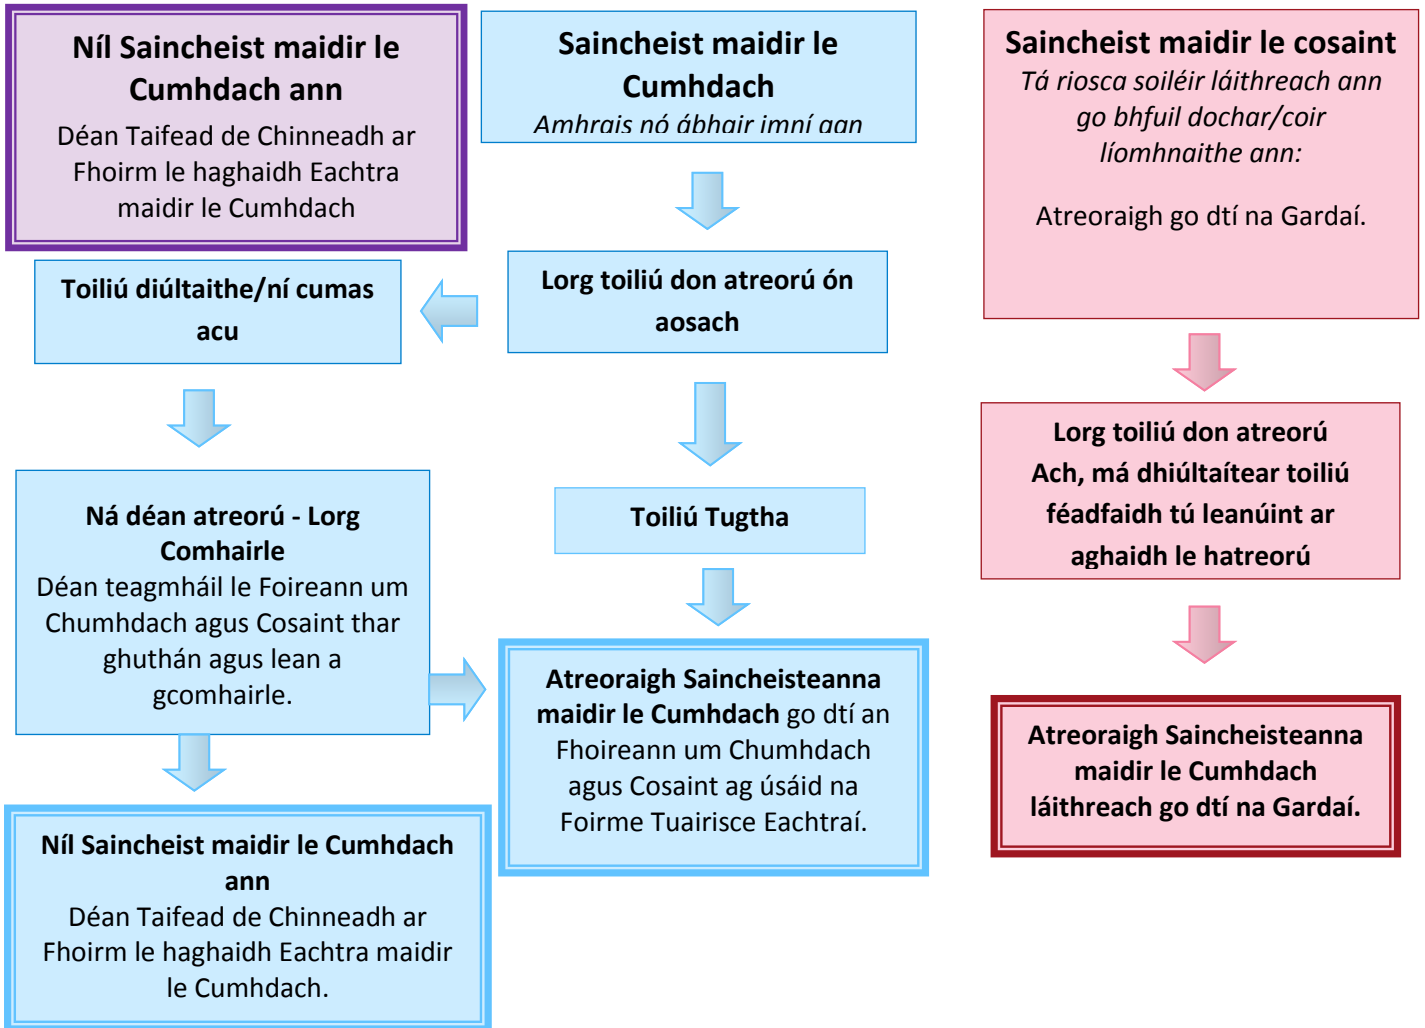 Níl Saincheist maidir le
Cumhdach ann
Déan Taifead de Chinneadh ar
Fhoirm le haghaidh Eachtra
maidir le Cumhdach
Saincheist maidir le
Cumhdach
Amhrais nó ábhair imní gan
Saincheist maidir le cosaint
Tá riosca soiléir láithreach ann
go bhfuil dochar/coir
líomhnaithe ann:
Atreoraigh go dtí na Gardaí.
Toiliú diúltaithe/ní cumas
acu
Lorg toiliú don atreorú ón
aosach
Lorg toiliú don atreorú
Ach, má dhiúltaítear toiliú
féadfaidh tú leanúint ar
aghaidh le hatreorú
Ná déan atreorú - Lorg
Comhairle
Déan teagmháil le Foireann um
Chumhdach agus Cosaint thar
ghuthán agus lean a
gcomhairle.
Toiliú Tugtha
Atreoraigh Saincheisteanna
maidir le Cumhdach go dtí an
Fhoireann um Chumhdach
agus Cosaint ag úsáid na
Foirme Tuairisce Eachtraí.
Atreoraigh Saincheisteanna
maidir le Cumhdach
láithreach go dtí na Gardaí.
Níl Saincheist maidir le Cumhdach
ann
Déan Taifead de Chinneadh ar
Fhoirm le haghaidh Eachtra maidir
le Cumhdach.